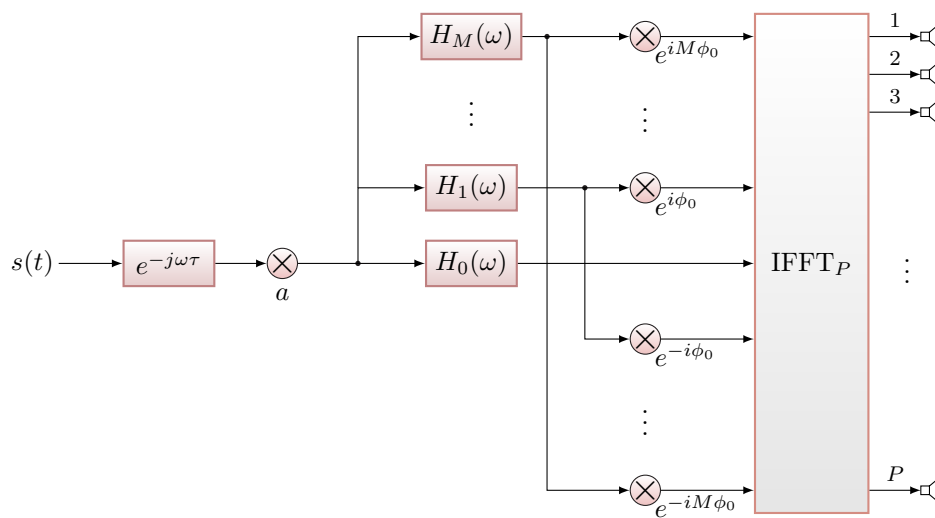 H_M(ω)
e^{iMϕ_0}
1
2
3
⋮
⋮
H_1(ω)
e^{iϕ_0}
s(t)
e^{-jωτ}
a
H_0(ω)
IFFT_P
⋮
e^{-iϕ_0}
⋮
e^{-iMϕ_0}
P